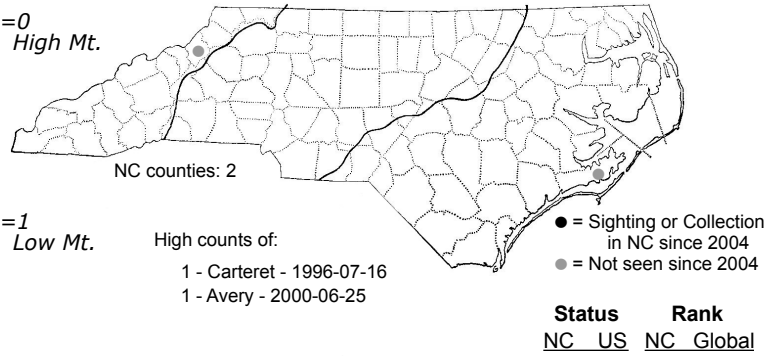 =0
High Mt.
NC counties: 2
=1
Low Mt.
High counts of:
1 - Carteret - 1996-07-16
1 - Avery - 2000-06-25
● = Sighting or Collection
in NC since 2004
● = Not seen since 2004
Status Rank
NC US NC Global